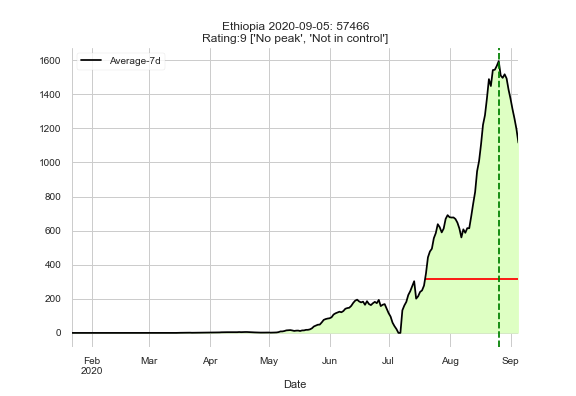 Ethiopia 2020-09-05: 57466
Rating:9 ['No peak', 'Not in control']
Average-7d
1600
1400
1200
1000
800
600
400
200
0
Feb Mar Apr May Jun Jul Aug Sep
2020
Date